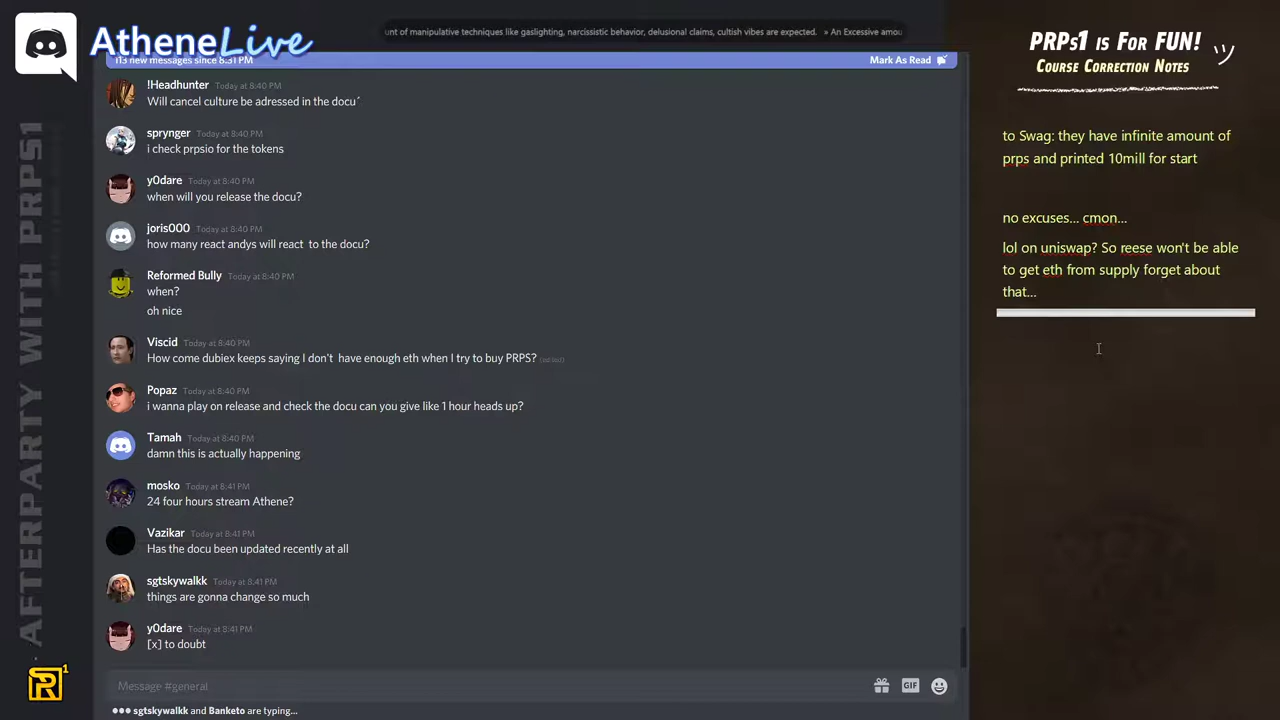 AtheneLive
unt of manipulative techniques like gaslighting, narcissistic behavior, delusional claims, cultish vibes are expected. » An Excessive amou
113 new messages since 8:31 PM
Mark As Read
!Headhunter Today at 8:40 PM
Will cancel culture be adressed in the docu´
sprynger Today at 8:40 PM
i check prpsio for the tokens
y0dare Today at 8:40 PM
when will you release the docu?
joris000 Today at 8:40 PM
how many react andys will react to the docu?
Reformed Bully Today at 8:40 PM
when?
oh nice
Viscid Today at 8:40 PM
How come dubiex keeps saying I don't have enough eth when I try to buy PRPS? (edited)
Popaz Today at 8:40 PM
i wanna play on release and check the docu can you give like 1 hour heads up?
Tamah Today at 8:40 PM
damn this is actually happening
mosko Today at 8:41 PM
24 four hours stream Athene?
Vazikar Today at 8:41 PM
Has the docu been updated recently at all
sgtskywalkk Today at 8:41 PM
things are gonna change so much
y0dare Today at 8:41 PM
[x] to doubt
Message #general
GIF
sgtskywalkk and Banketo are typing...
AFTERPARTY WITH PRPS1
R1
PRPs1 is For FUN! ツ
Course Correction Notes
to Swag: they have infinite amount of
prps and printed 10mill for start
no excuses... cmon...
lol on uniswap? So reese won't be able
to get eth from supply forget about
that...